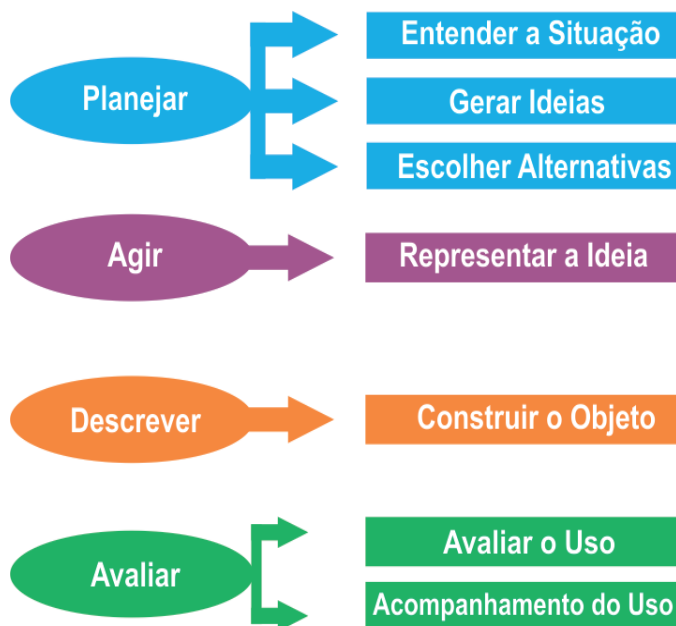 Planejar
Entender a Situação
Gerar Ideias
Escolher Alternativas
Agir
Representar a Ideia
Descrever
Construir o Objeto
Avaliar
Avaliar o Uso
Acompanhamento do Uso